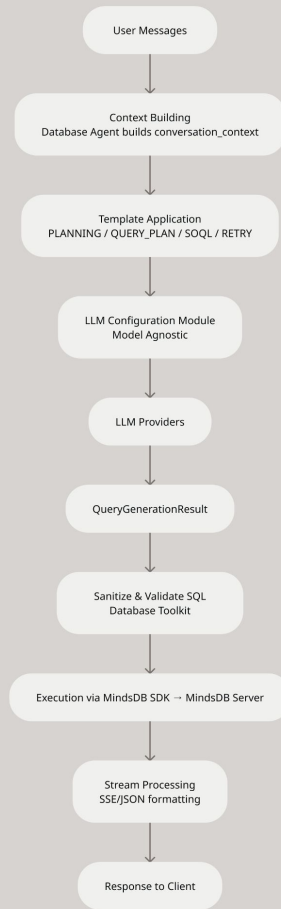 User Messages
Context Building
Database Agent builds conversation_context
Template Application
PLANNING / QUERY_PLAN / SOQL / RETRY
LLM Configuration Module
Model Agnostic
LLM Providers
QueryGenerationResult
Sanitize & Validate SQL
Database Toolkit
Execution via MindsDB SDK → MindsDB Server
Stream Processing
SSE/JSON formatting
Response to Client